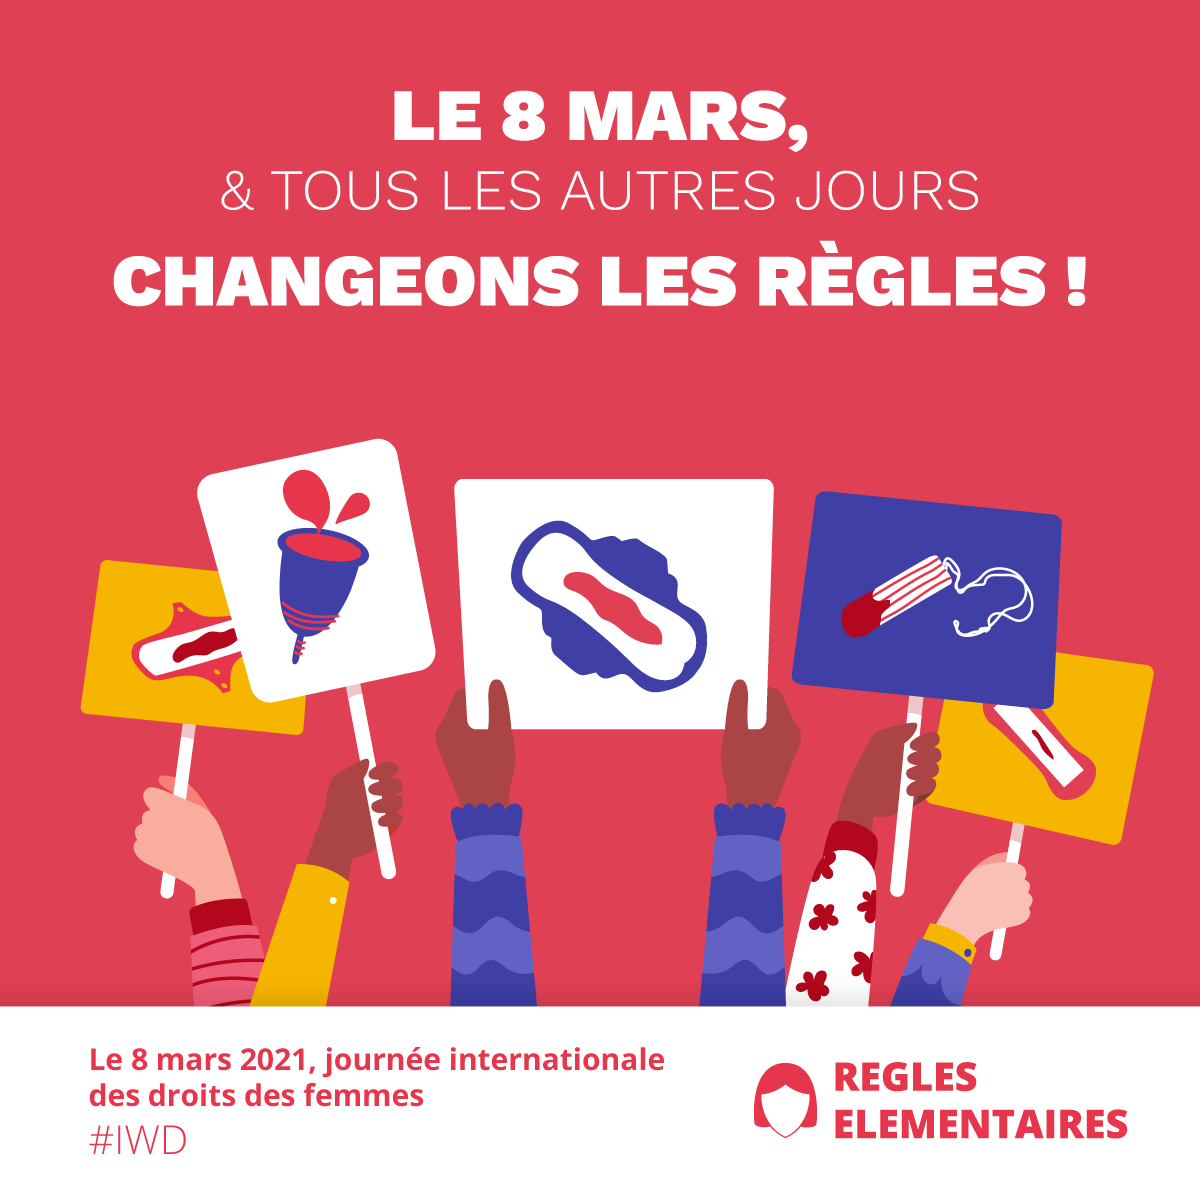 LE 8 MARS,
& TOUS LES AUTRES JOURS
CHANGEONS LES RÈGLES !
Le 8 mars 2021, journée internationale
des droits des femmes
#IWD
REGLES
ELEMENTAIRES